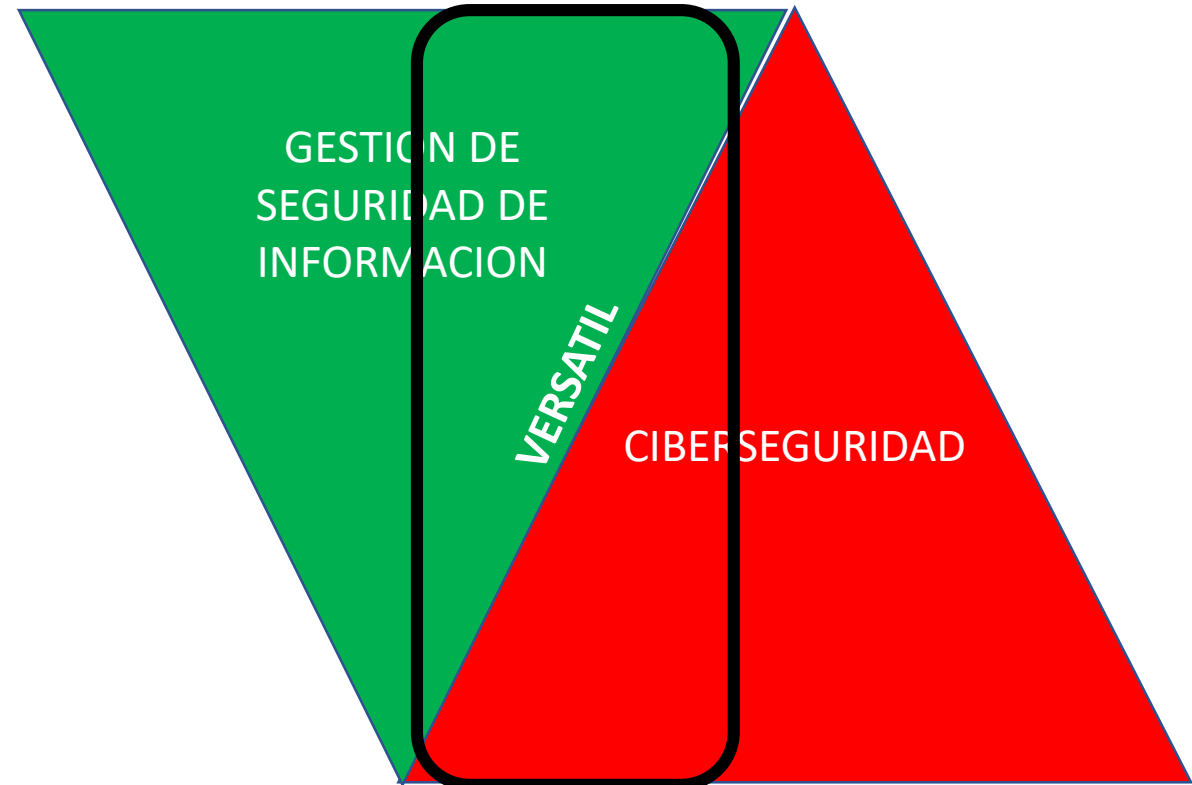 GESTION DE
SEGURIDAD DE
INFORMACION
VERSATIL
CIBERSEGURIDAD